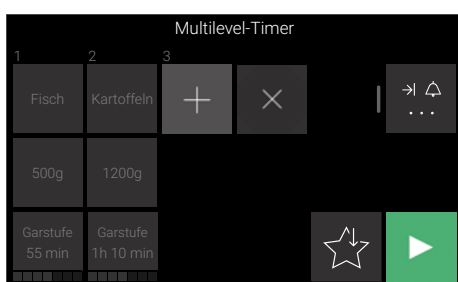 Multilevel-Timer
1 2 3
Fisch Kartoffeln
500g 1200g
Garstufe Garstufe
55 min 1h 10 min